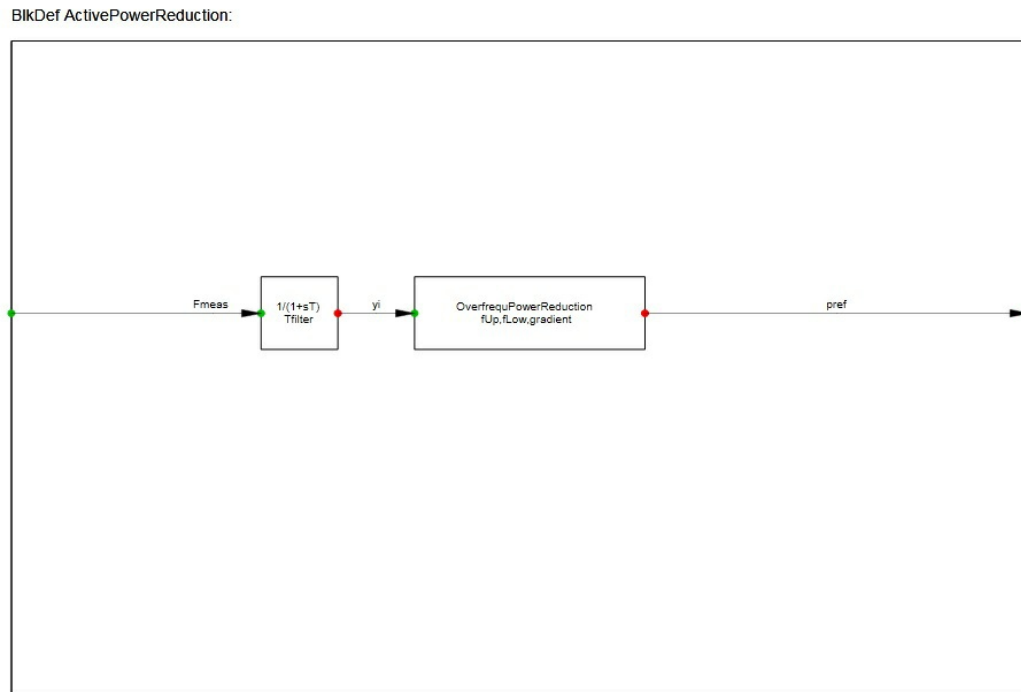 BlkDef ActivePowerReduction:
Fmeas
1/(1+sT)
Tfilter
yi
OverfrequPowerReduction
fUp,fLow,gradient
pref